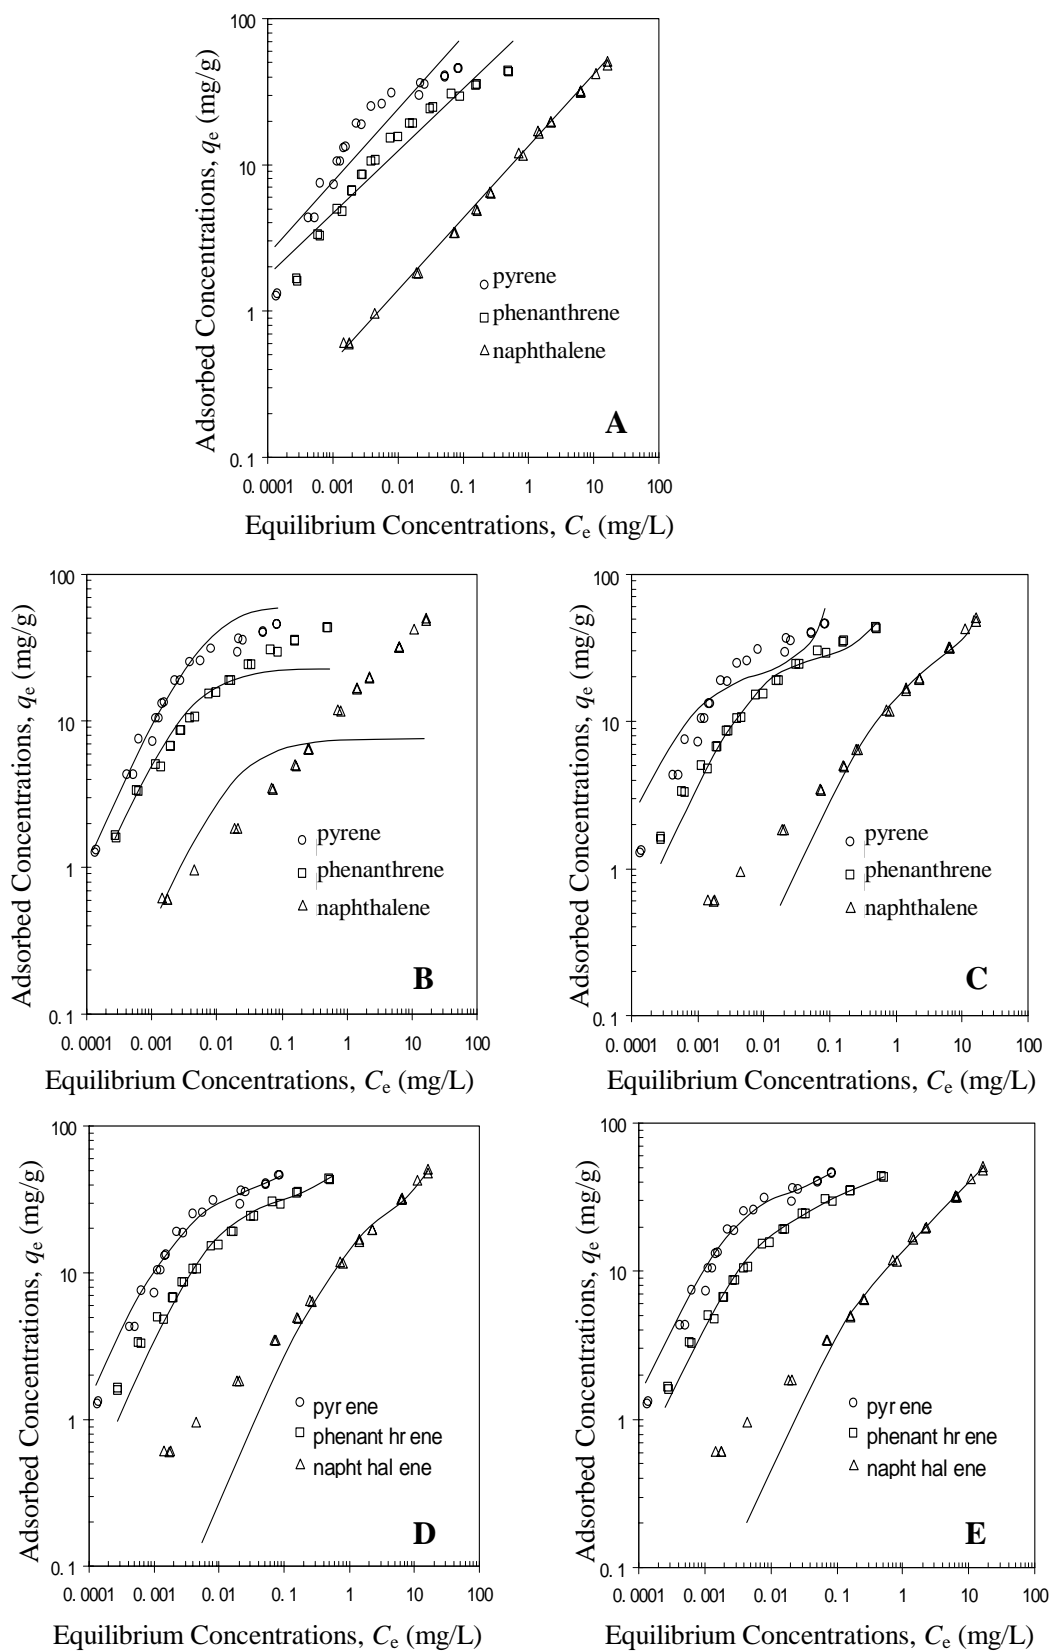 100
10
1
0.1
Adsorbed Concentrations, qe (mg/g)
pyrene
phenanthrene
naphthalene
A
0.0001 0.001 0.01 0.1 1 10 100
Equilibrium Concentrations, Ce (mg/L)
100
10
1
0.1
Adsorbed Concentrations, qe (mg/g)
pyrene
phenanthrene
naphthalene
B
0.0001 0.001 0.01 0.1 1 10 100
Equilibrium Concentrations, Ce (mg/L)
100
10
1
0.1
Adsorbed Concentrations, qe (mg/g)
pyrene
phenanthrene
naphthalene
C
0.0001 0.001 0.01 0.1 1 10 100
Equilibrium Concentrations, Ce (mg/L)
100
10
1
0.1
Adsorbed Concentrations, qe (mg/g)
pyr ene
phenant hr ene
napht hal ene
D
0.0001 0.001 0.01 0.1 1 10 100
Equilibrium Concentrations, Ce (mg/L)
100
10
1
0.1
Adsorbed Concentrations, qe (mg/g)
pyr ene
phenant hr ene
napht hal ene
E
0.0001 0.001 0.01 0.1 1 10 100
Equilibrium Concentrations, Ce (mg/L)